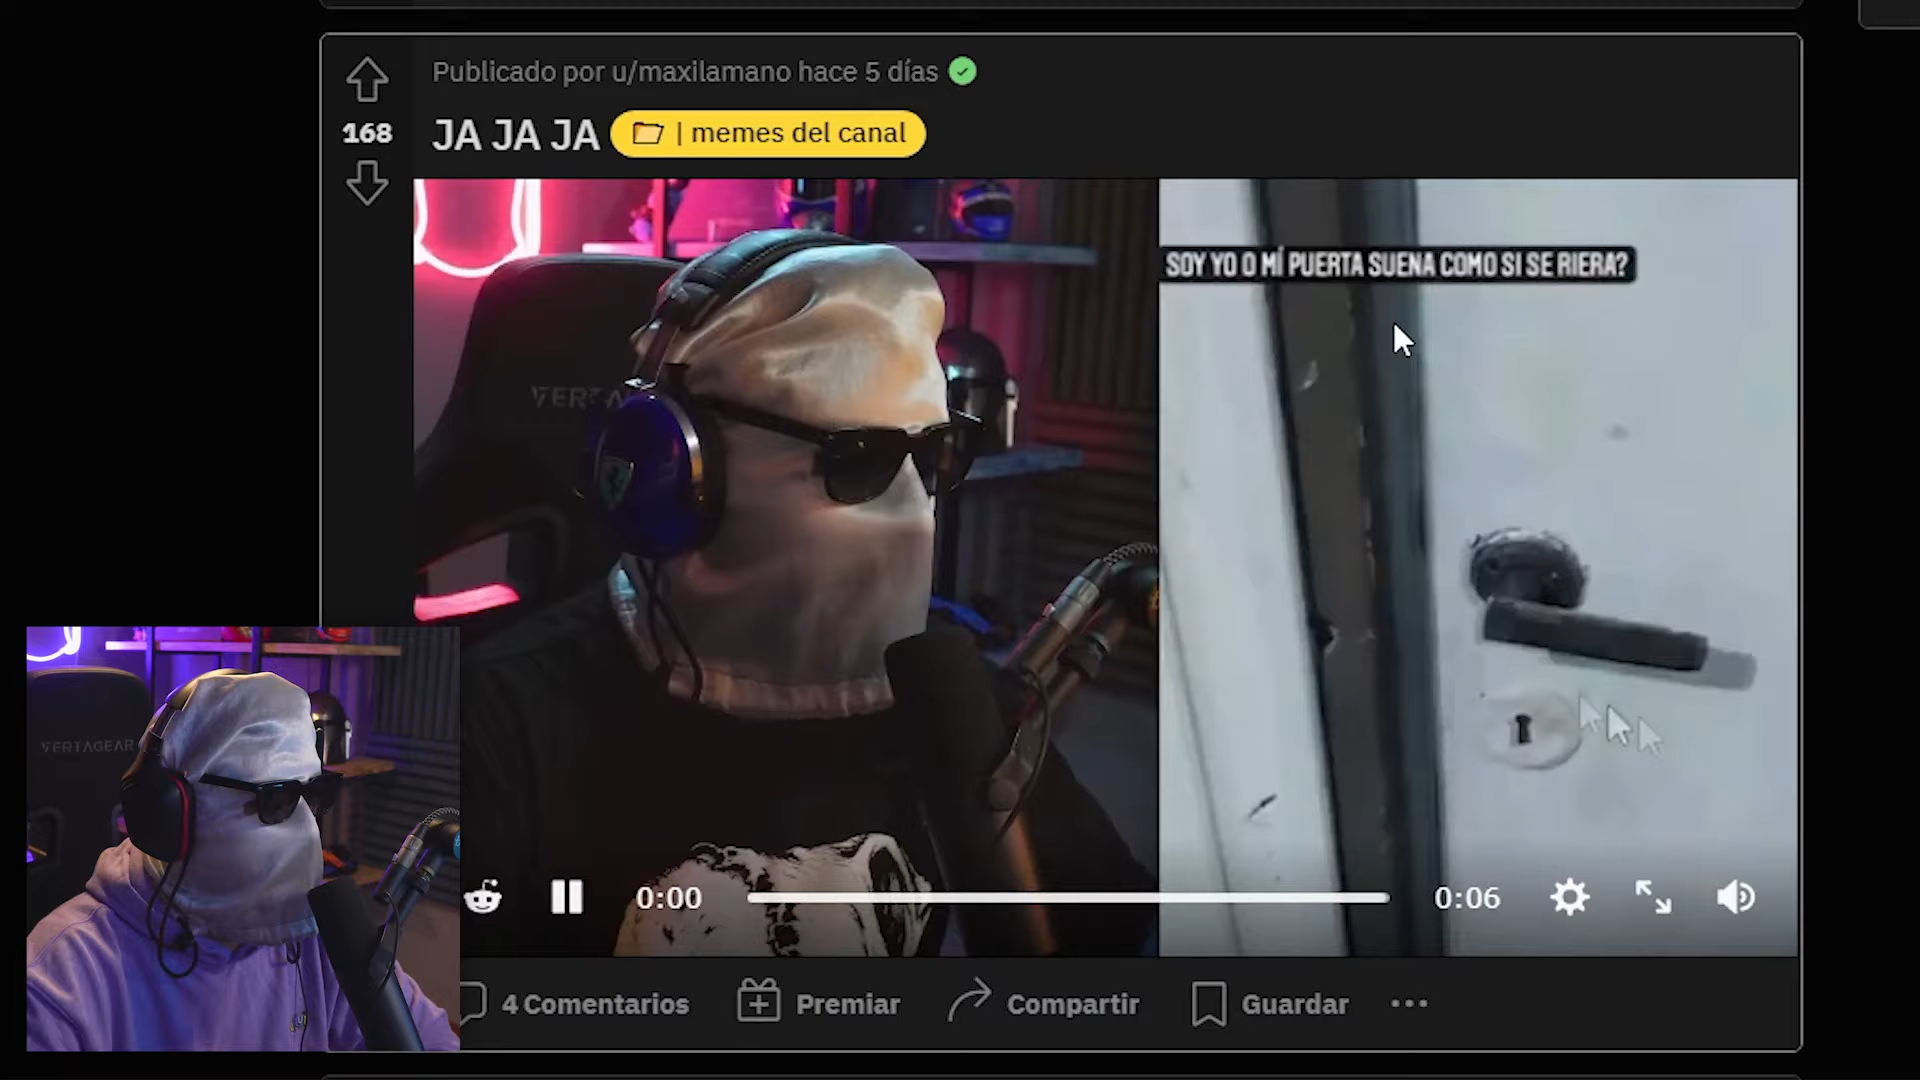 Publicado por u/maxilamano hace 5 días
168
JA JA JA
| memes del canal
SOY YO O MÍ PUERTA SUENA COMO SI SE RIERA?
VERTAGEAR
0:00
0:06
4 Comentarios
Premiar
Compartir
Guardar